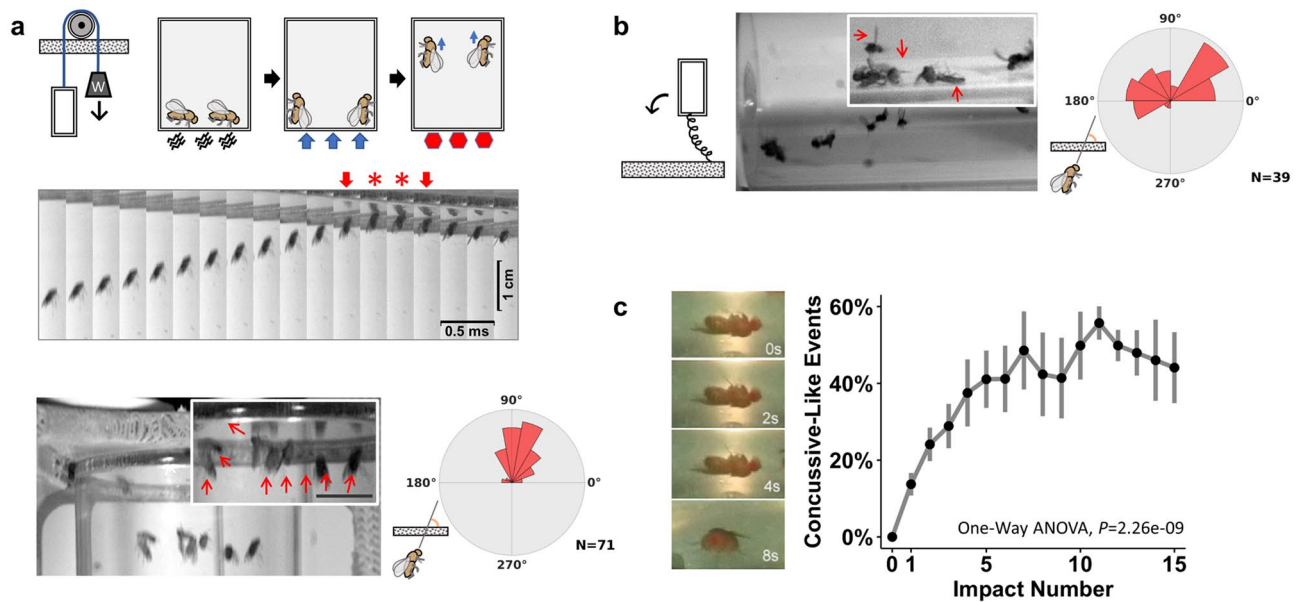 a
W
1 cm
0.5 ms
90°
180°
0°
270°
N=71
b
90°
180°
0°
270°
N=39
c
0s
2s
4s
8s
Concussive-Like Events
60%
40%
20%
0%
One-Way ANOVA, P=2.26e-09
0 1 5 10 15
Impact Number